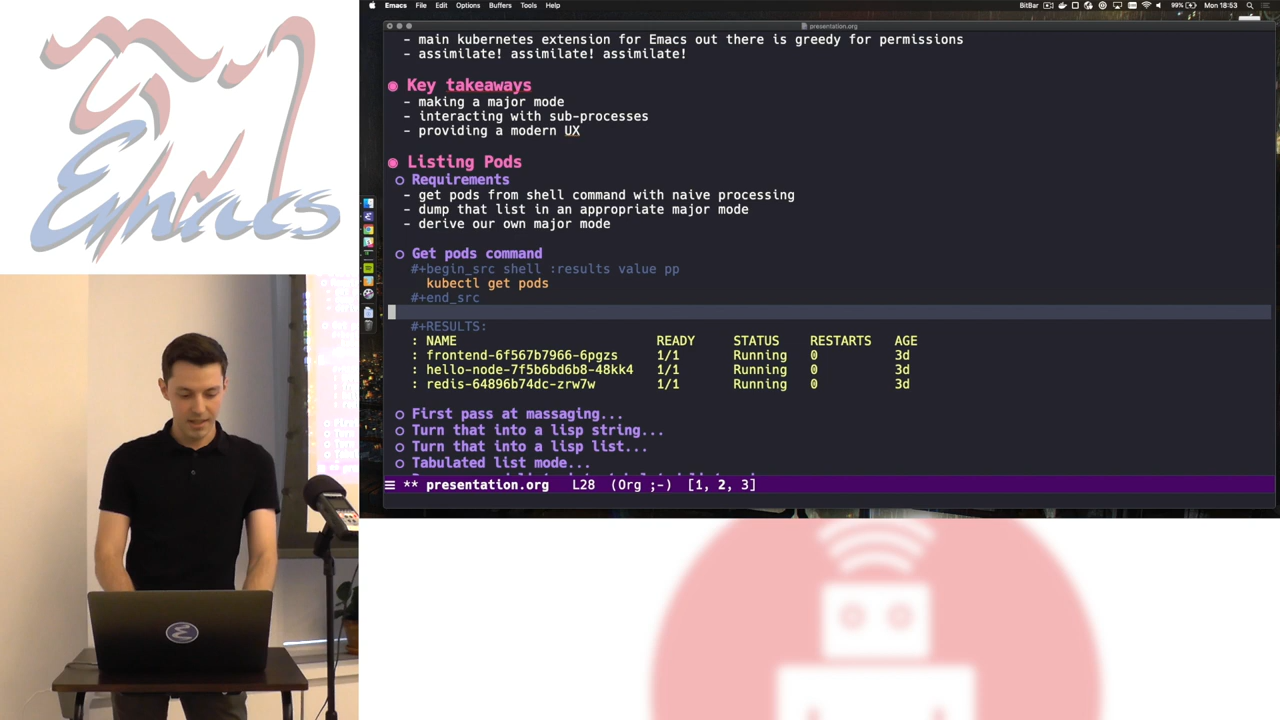 Emacs
Emacs File Edit Options Buffers Tools Help
BitBar 99% Mon 18:53
presentation.org
- main kubernetes extension for Emacs out there is greedy for permissions
- assimilate! assimilate! assimilate!
◉ Key takeaways
- making a major mode
- interacting with sub-processes
- providing a modern UX
◉ Listing Pods
○ Requirements
- get pods from shell command with naive processing
- dump that list in an appropriate major mode
- derive our own major mode
○ Get pods command
#+begin_src shell :results value pp
kubectl get pods
#+end_src
#+RESULTS:
: NAME READY STATUS RESTARTS AGE
: frontend-6f567b7966-6pgzs 1/1 Running 0 3d
: hello-node-7f5b6bd6b8-48kk4 1/1 Running 0 3d
: redis-64896b74dc-zrw7w 1/1 Running 0 3d
○ First pass at massaging...
○ Turn that into a lisp string...
○ Turn that into a lisp list...
○ Tabulated list mode...
** presentation.org L28 (Org ;-) [1, 2, 3]